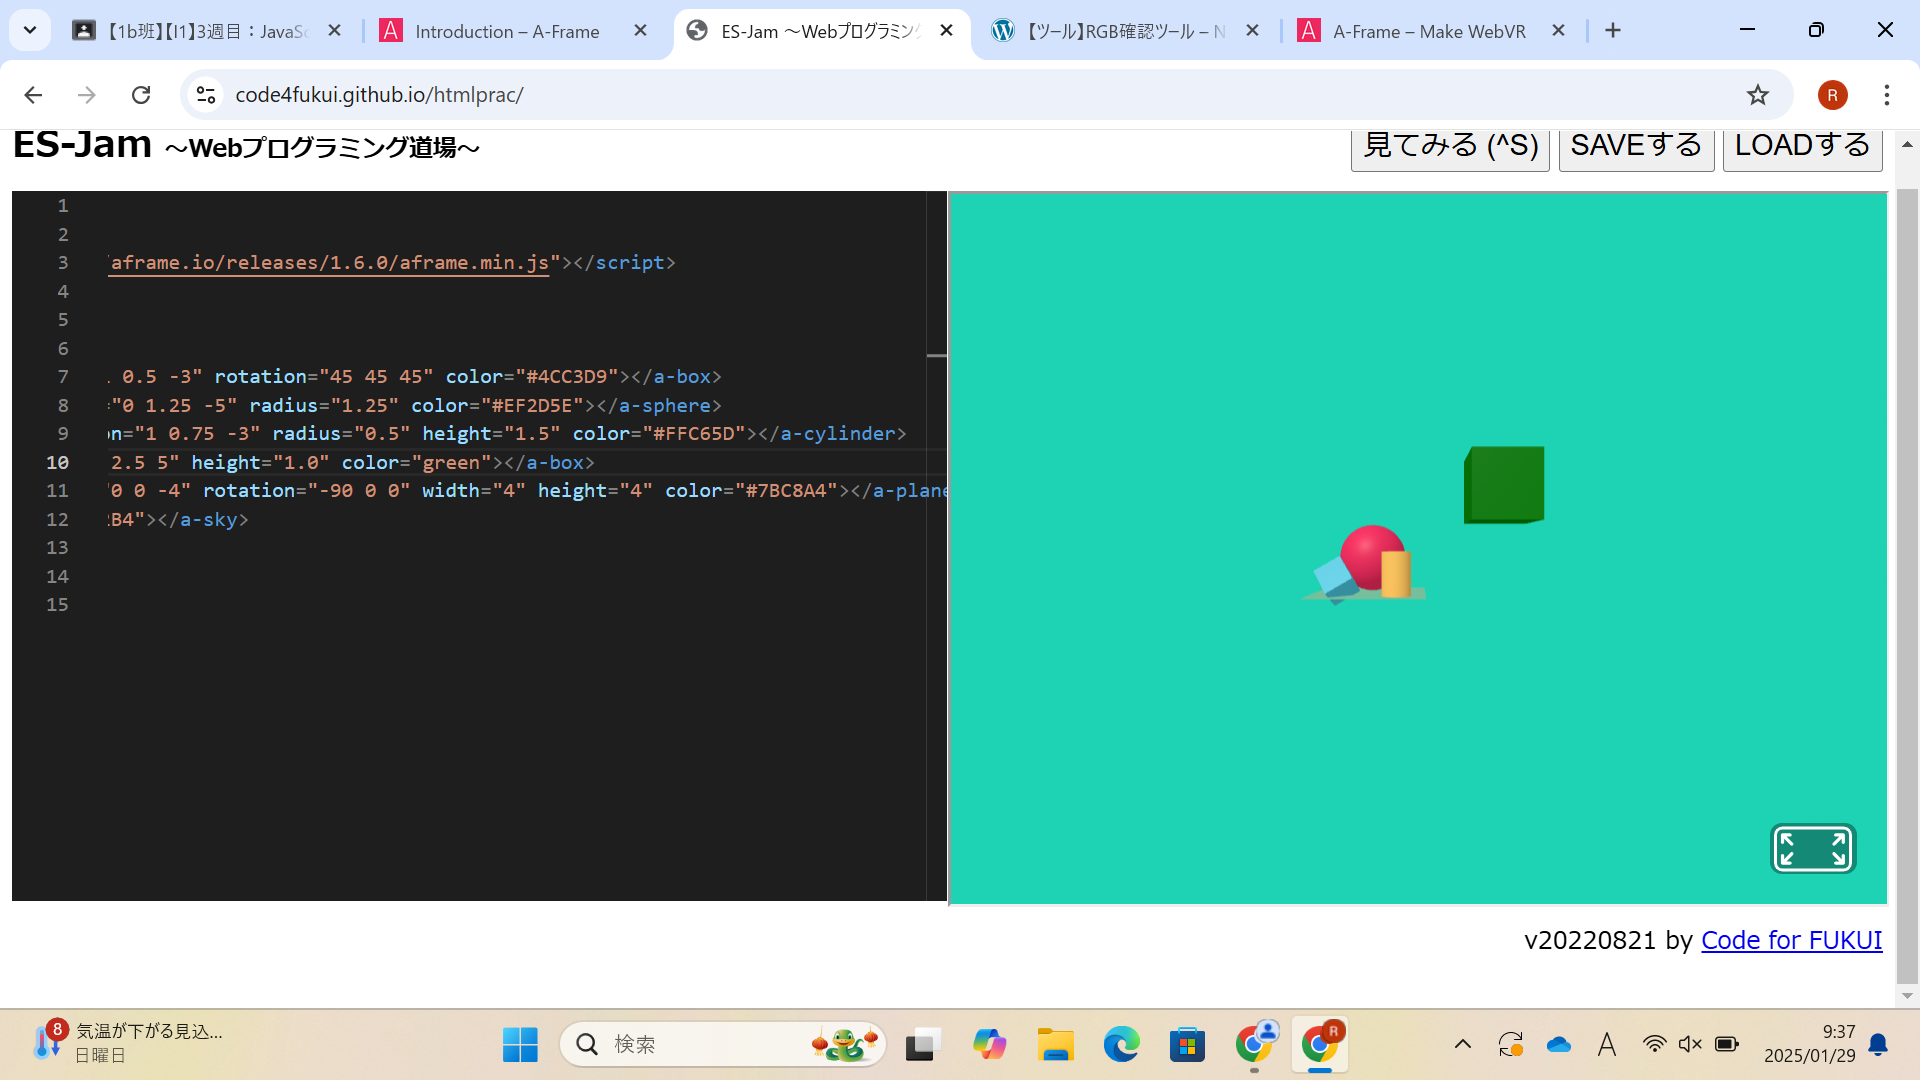 【1b班】【I1】3週目：JavaSc
Introduction – A-Frame
ES-Jam ～Webプログラミング
【ツール】RGB確認ツール – N
A-Frame – Make WebVR
code4fukui.github.io/htmlprac/
R
ES-Jam ～Webプログラミング道場～
見てみる (^S)
SAVEする
LOADする
1
2
3 'aframe.io/releases/1.6.0/aframe.min.js"></script>
4
5
6
7 0.5 -3" rotation="45 45 45" color="#4CC3D9"></a-box>
8 ="0 1.25 -5" radius="1.25" color="#EF2D5E"></a-sphere>
9 on="1 0.75 -3" radius="0.5" height="1.5" color="#FFC65D"></a-cylinder>
10 2.5 5" height="1.0" color="green"></a-box>
11 "0 0 -4" rotation="-90 0 0" width="4" height="4" color="#7BC8A4"></a-plane
12 B4"></a-sky>
13
14
15
v20220821 by Code for FUKUI
8
気温が下がる見込...
日曜日
検索
R
A
9:37
2025/01/29